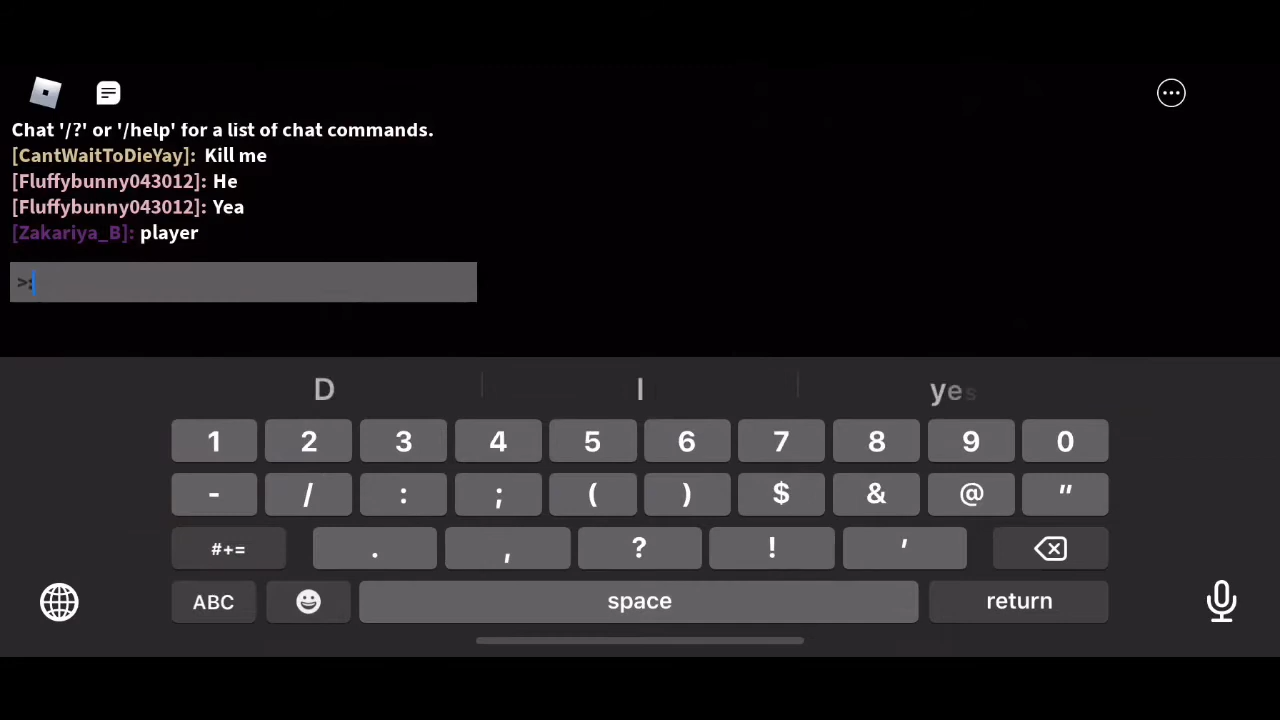 Chat '/?' or '/help' for a list of chat commands.
[CantWaitToDieYay]: Kill me
[Fluffybunny043012]: He
[Fluffybunny043012]: Yea
[Zakariya_B]: player
>:
D I yes
1 2 3 4 5 6 7 8 9 0
- / : ; ( ) $ & @ "
#+= . , ? ! '
ABC space return